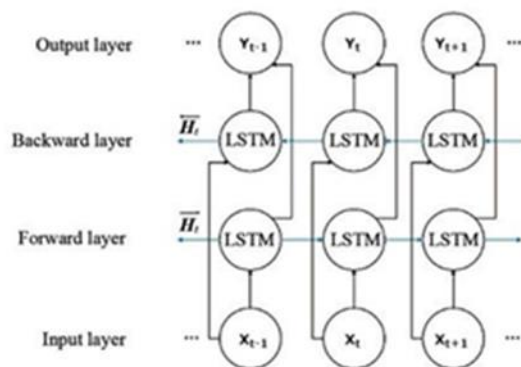 Output layer ... Yt-1 Yt Yt+1 ...
Backward layer Ht LSTM LSTM LSTM
Forward layer Ht LSTM LSTM LSTM
Input layer ... Xt-1 Xt Xt+1 ...